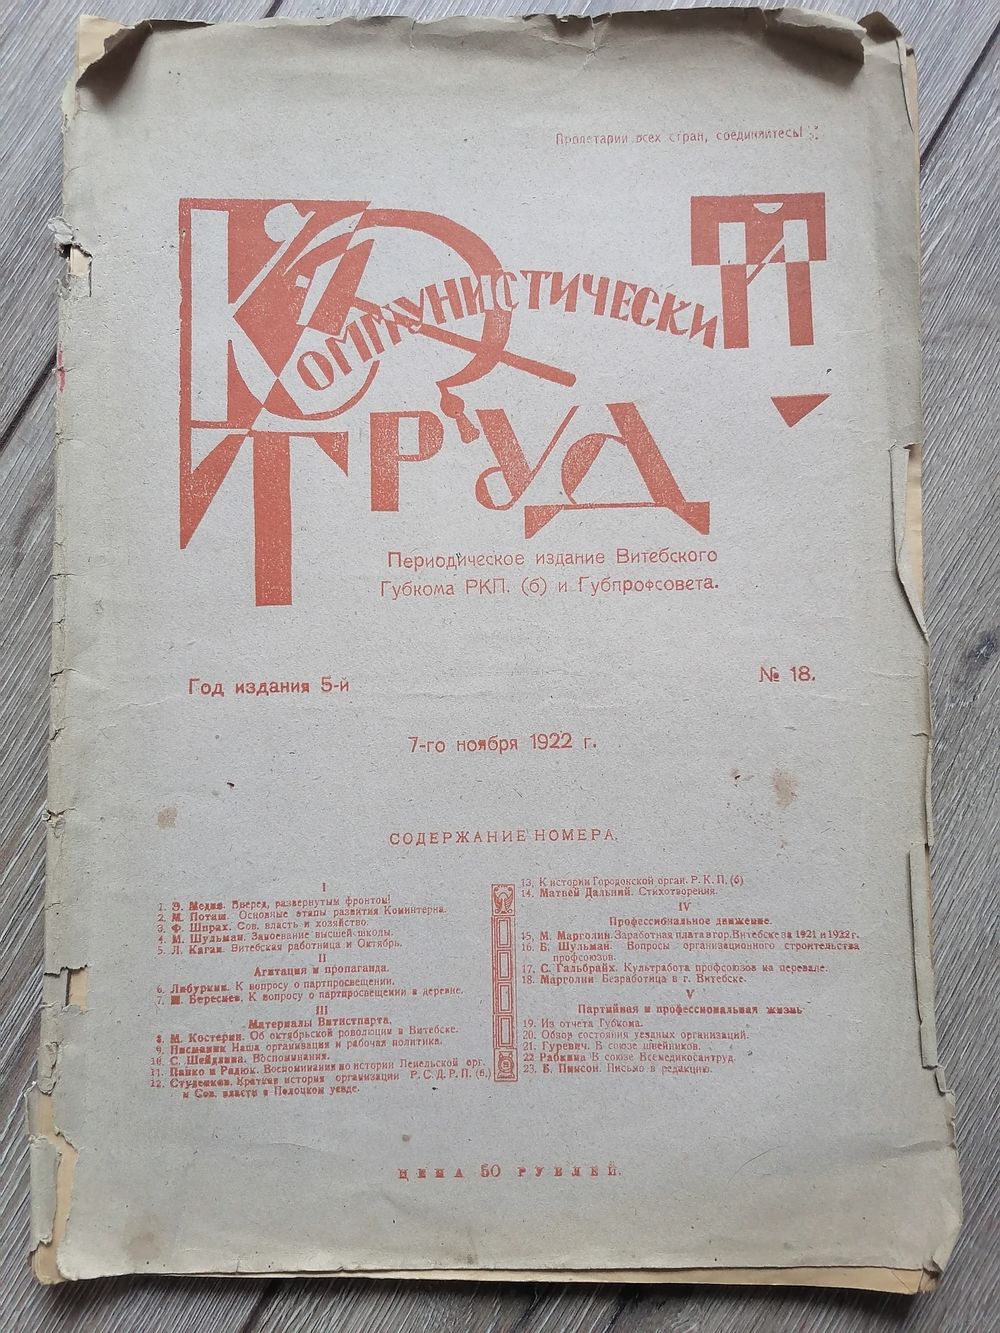 Пролетарии всех стран, соединяйтесь!
Коммунистический
Труд
Периодическое издание Витебского
Губкома РКП. (б) и Губпрофсовета.
Год издания 5-й
№ 18.
7-го ноября 1922 г.
СОДЕРЖАНИЕ НОМЕРА.
I
1. Э. Медне. Вперед, развернутым фронтом!
2. М. Поташ. Основные этапы развития Коминтерна.
3. Ф. Шпрах. Сов. власть и хозяйство.
4. М. Шульман. Завоевание высшей школы.
5. Л. Каган. Витебская работница и Октябрь.
II
Агитация и пропаганда.
6. Либуркин. К вопросу о партпросвещении.
7. Береснев. К вопросу о партпросвещении в деревне.
III
Материалы Витистпарта.
8. М. Костерин. Об октябрьской революции в Витебске.
9. Писманик Наша организация и рабочая политика.
10. С. Шейдлина. Воспоминания.
11. Панко и Радюк. Воспоминания по истории Лепельской орг.
12. Студенков. Краткая история организации Р. С. Д. Р. П. (б.)
и Сов. власти в Полоцком уезде.
13. К истории Городокской орган. Р. К. П. (б)
14. Матвей Дальний. Стихотворения.
IV
Профессиональное движение.
15. М. Марголин. Заработная плата в гор. Витебске за 1921 и 1922 г.
16. Б. Шульман. Вопросы организационного строительства
профсоюзов.
17. С. Гальбрайх. Культработа профсоюзов на перевале.
18. Марголин Безработица в г. Витебске.
V
Партийная и профессиональная жизнь
19. Из отчета Губкома.
20. Обзор состояния уездных организаций.
21. Гуревич. В союзе швейников.
22 Рабкина В союзе Всемедикосантруд.
23. Б. Пинсон. Письмо в редакцию.
ЦЕНА 50 РУБЛЕЙ.